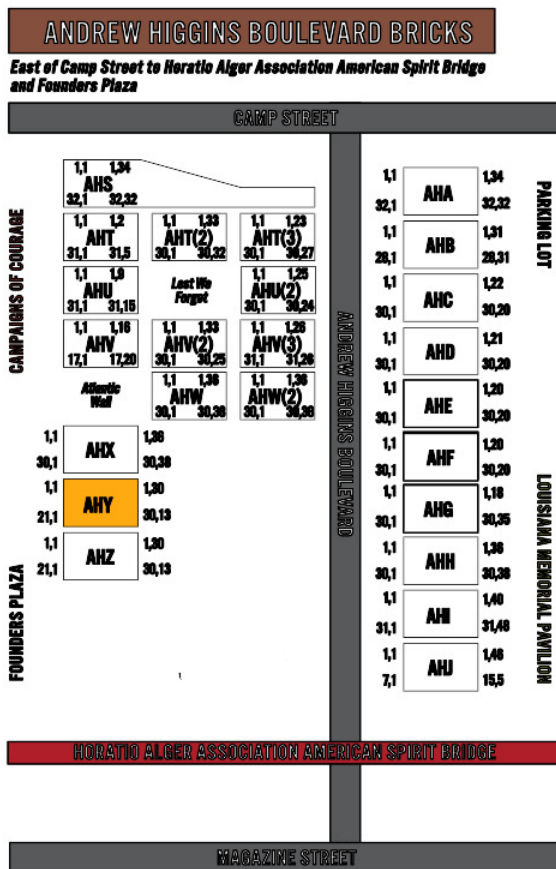 ANDREW HIGGINS BOULEVARD BRICKS
East of Camp Street to Horatio Alger Association American Spirit Bridge
and Founders Plaza
CAMP STREET
1,1 1,34
AHS
32,1 32,32
1,1 1,2
AHT
31,1 31,5
1,1 1,33
AHT(2)
30,1 30,32
1,1 1,23
AHT(3)
30,1 30,27
1,1 1,9
AHU
31,1 31,15
Lest We
Forget
1,1 1,25
AHU(2)
30,1 30,24
1,1 1,16
AHV
17,1 17,20
1,1 1,33
AHV(2)
30,1 30,25
1,1 1,26
AHV(3)
31,1 31,26
Atlantic
Wall
1,1 1,36
AHW
30,1 30,36
1,1 1,36
AHW(2)
30,1 30,36
1,1 1,36
AHX
30,1 30,38
1,1 1,30
AHY
21,1 30,13
1,1 1,30
AHZ
21,1 30,13
CAMPAIGNS OF COURAGE
FOUNDERS PLAZA
ANDREW HIGGINS BOULEVARD
1,1 1,34
AHA
32,1 32,32
1,1 1,31
AHB
28,1 28,31
1,1 1,22
AHC
30,1 30,20
1,1 1,21
AHD
30,1 30,20
1,1 1,20
AHE
30,1 30,20
1,1 1,20
AHF
30,1 30,20
1,1 1,18
AHG
30,1 30,35
1,1 1,36
AHH
30,1 30,36
1,1 1,40
AHI
31,1 31,48
1,1 1,46
AHJ
7,1 15,5
PARKING LOT
LOUISIANA MEMORIAL PAVILION
HORATIO ALGER ASSOCIATION AMERICAN SPIRIT BRIDGE
MAGAZINE STREET